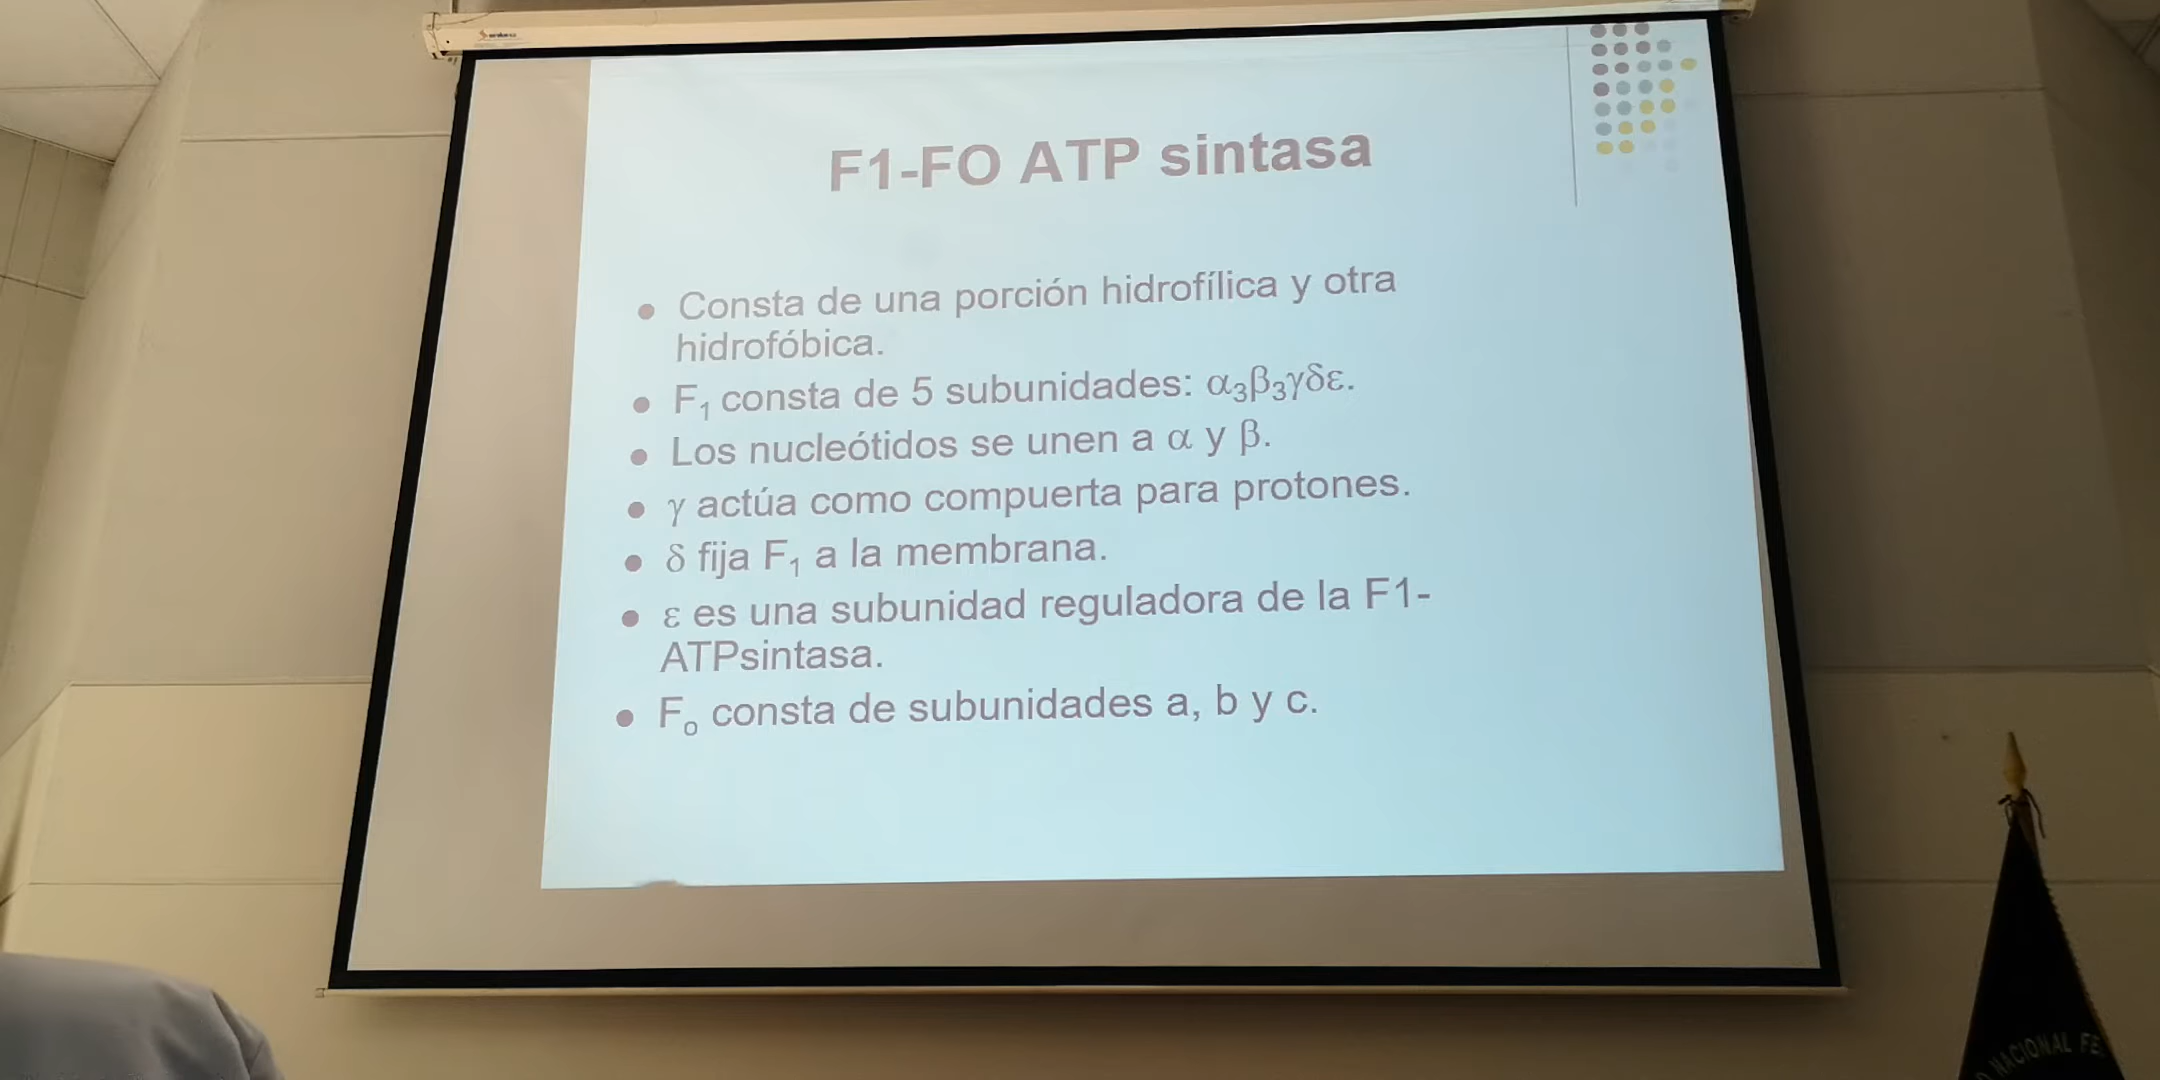 F1-FO ATP sintasa
• Consta de una porción hidrofílica y otra
hidrofóbica.
• F₁ consta de 5 subunidades: α₃β₃γδε.
• Los nucleótidos se unen a α y β.
• γ actúa como compuerta para protones.
• δ fija F₁ a la membrana.
• ε es una subunidad reguladora de la F1-
ATPsintasa.
• Fₒ consta de subunidades a, b y c.
NACIONAL FE